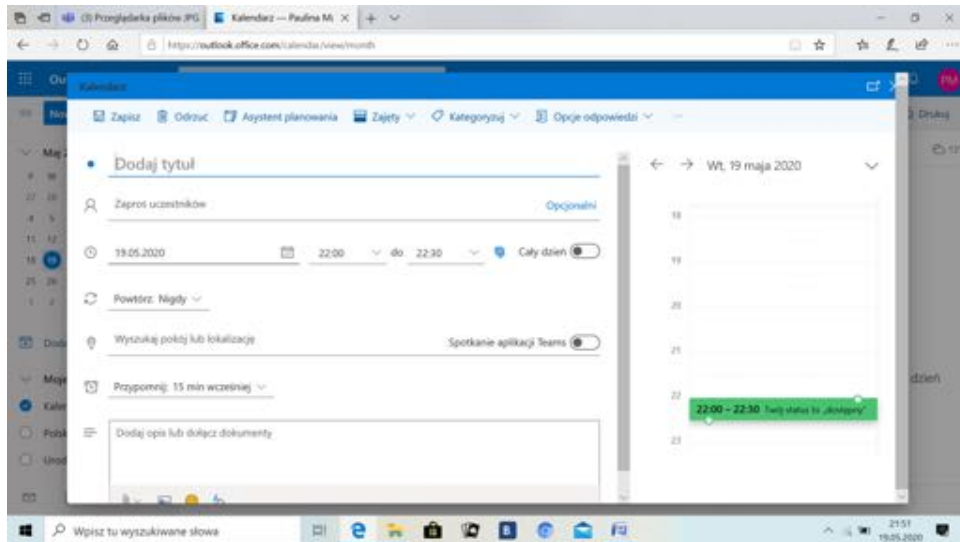 (3) Przeglądarka plików JPG
Kalendarz — Paulina M
https://outlook.office.com/calendar/view/month
Ou
Kalendarz
Zapisz Odrzuć Asystent planowania Zajęty Kategoryzuj Opcje odpowiedzi
Drukuj
Dodaj tytuł
Wt, 19 maja 2020
Zaproś uczestników Opcjonalni
19.05.2020 22:00 do 22:30 Cały dzień
Powtórz: Nigdy
Wyszukaj pokój lub lokalizację Spotkanie aplikacji Teams
Przypomnij: 15 min wcześniej
Dodaj opis lub dołącz dokumenty
18
19
20
21
22
22:00 – 22:30 Twój status to „dostępny”
23
Maj
Moje
dzień
Wpisz tu wyszukiwane słowa
21:51
19.05.2020